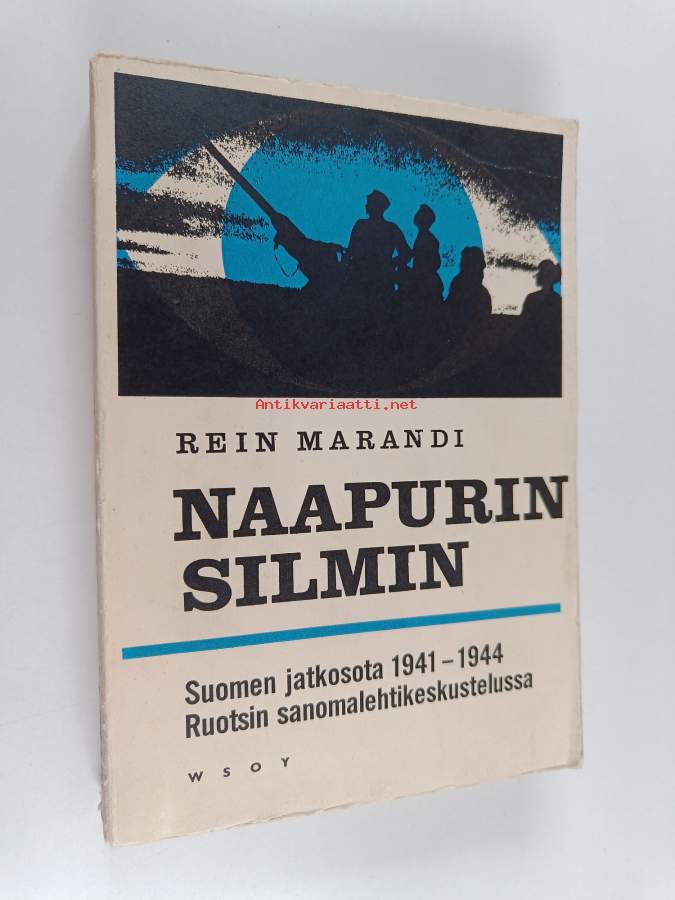 Antikvariaatti.net
REIN MARANDI
NAAPURIN
SILMIN
Suomen jatkosota 1941–1944
Ruotsin sanomalehtikeskustelussa
WSOY